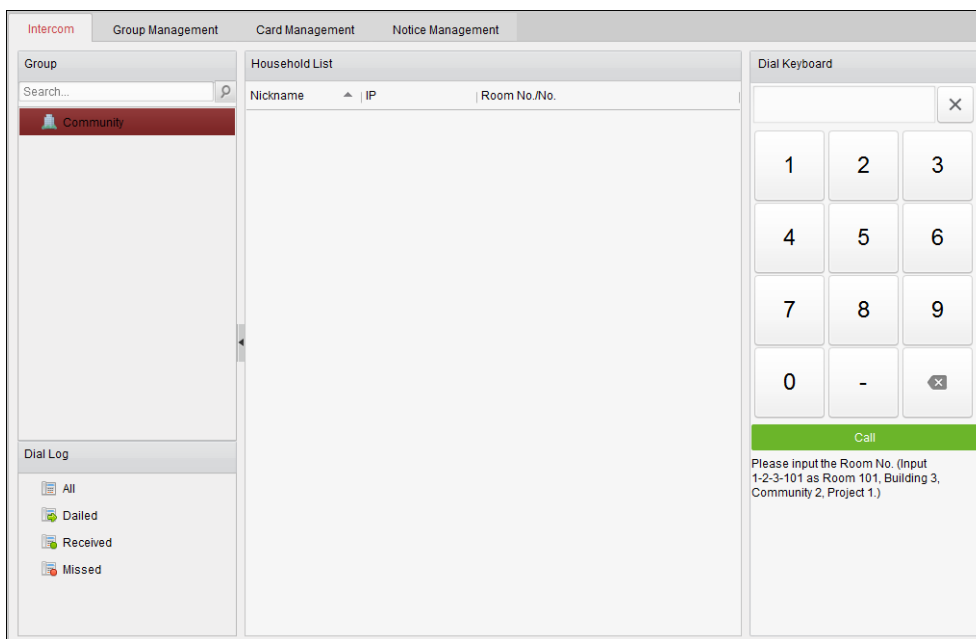 Intercom Group Management Card Management Notice Management
Group
Search...
Community
Dial Log
All
Dailed
Received
Missed
Household List
Nickname IP Room No./No.
Dial Keyboard
1 2 3
4 5 6
7 8 9
0 -
Call
Please input the Room No. (Input
1-2-3-101 as Room 101, Building 3,
Community 2, Project 1.)